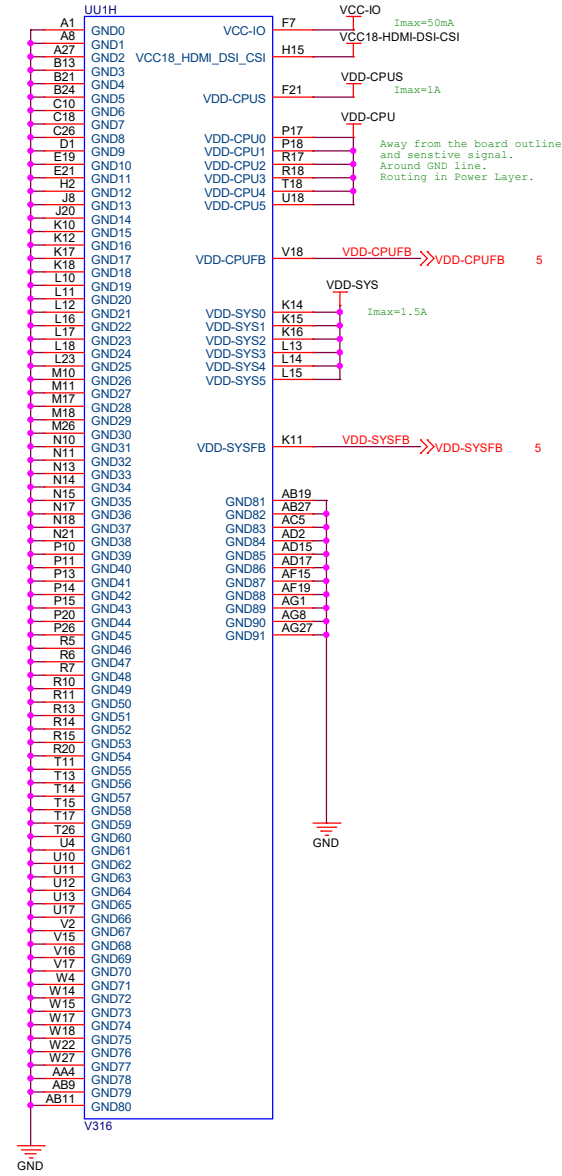 UU1H
A1 GND0
A8 GND1
A27 GND2
B13 GND3
B21 GND4
B24 GND5
C10 GND6
C18 GND7
C26 GND8
D1 GND9
E19 GND10
E21 GND11
H2 GND12
J8 GND13
J20 GND14
K10 GND15
K12 GND16
K17 GND17
K18 GND18
L10 GND19
L11 GND20
L12 GND21
L16 GND22
L17 GND23
L18 GND24
L23 GND25
M10 GND26
M11 GND27
M17 GND28
M18 GND29
M26 GND30
N10 GND31
N11 GND32
N13 GND33
N14 GND34
N15 GND35
N17 GND36
N18 GND37
N21 GND38
P10 GND39
P11 GND40
P13 GND41
P14 GND42
P15 GND43
P20 GND44
P26 GND45
R5 GND46
R6 GND47
R7 GND48
R10 GND49
R11 GND50
R13 GND51
R14 GND52
R15 GND53
R20 GND54
T11 GND55
T13 GND56
T14 GND57
T15 GND58
T17 GND59
T26 GND60
U4 GND61
U10 GND62
U11 GND63
U12 GND64
U13 GND65
U17 GND66
V2 GND67
V15 GND68
V16 GND69
V17 GND70
W4 GND71
W14 GND72
W15 GND73
W17 GND74
W18 GND75
W22 GND76
W27 GND77
AA4 GND78
AB9 GND79
AB11 GND80
GND
V316
VCC-IO
VCC-IO F7
Imax=50mA
VCC18-HDMI-DSI-CSI
VCC18_HDMI_DSI_CSI H15
VDD-CPUS
VDD-CPUS F21
Imax=1A
VDD-CPU
VDD-CPU0 P17
VDD-CPU1 P18
VDD-CPU2 R17
VDD-CPU3 R18
VDD-CPU4 T18
VDD-CPU5 U18
Away from the board outline
and senstive signal.
Around GND line.
Routing in Power Layer.
VDD-CPUFB V18 VDD-CPUFB VDD-CPUFB 5
VDD-SYS
Imax=1.5A
VDD-SYS0 K14
VDD-SYS1 K15
VDD-SYS2 K16
VDD-SYS3 L13
VDD-SYS4 L14
VDD-SYS5 L15
VDD-SYSFB K11 VDD-SYSFB VDD-SYSFB 5
GND81 AB19
GND82 AB27
GND83 AC5
GND84 AD2
GND85 AD15
GND86 AD17
GND87 AF15
GND88 AF19
GND89 AG1
GND90 AG8
GND91 AG27
GND